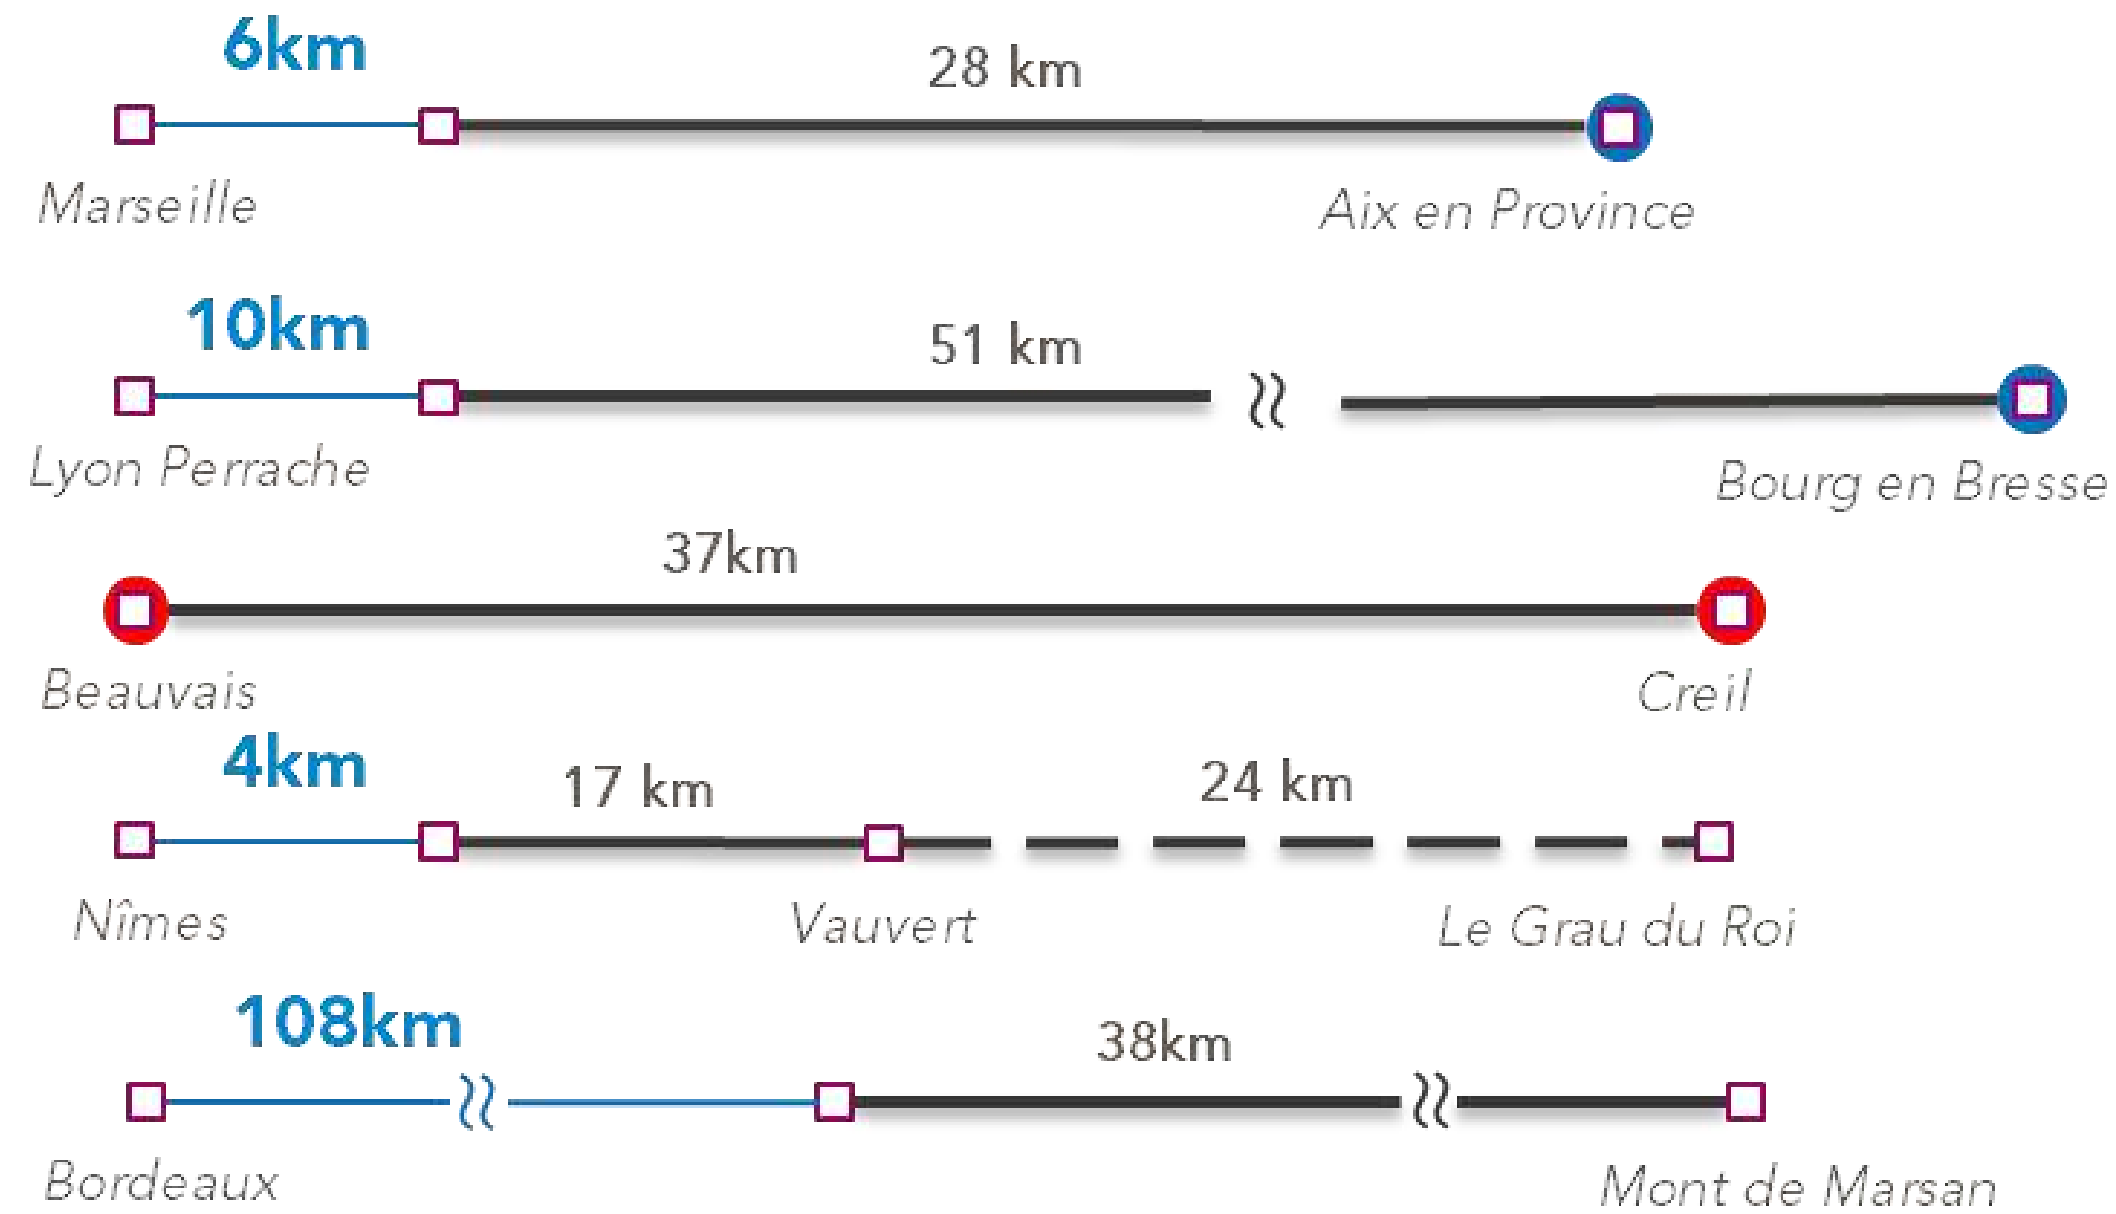 6km
28 km
Marseille
Aix en Province
10km
51 km
Lyon Perrache
Bourg en Bresse
37km
Beauvais
Creil
4km
17 km
24 km
Nîmes
Vauvert
Le Grau du Roi
108km
38km
Bordeaux
Mont de Marsan